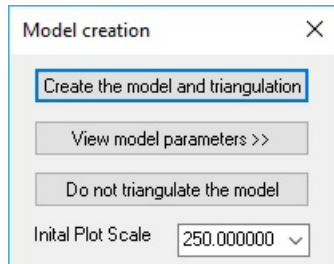 Model creation
Create the model and triangulation
View model parameters >>
Do not triangulate the model
Inital Plot Scale 250.000000